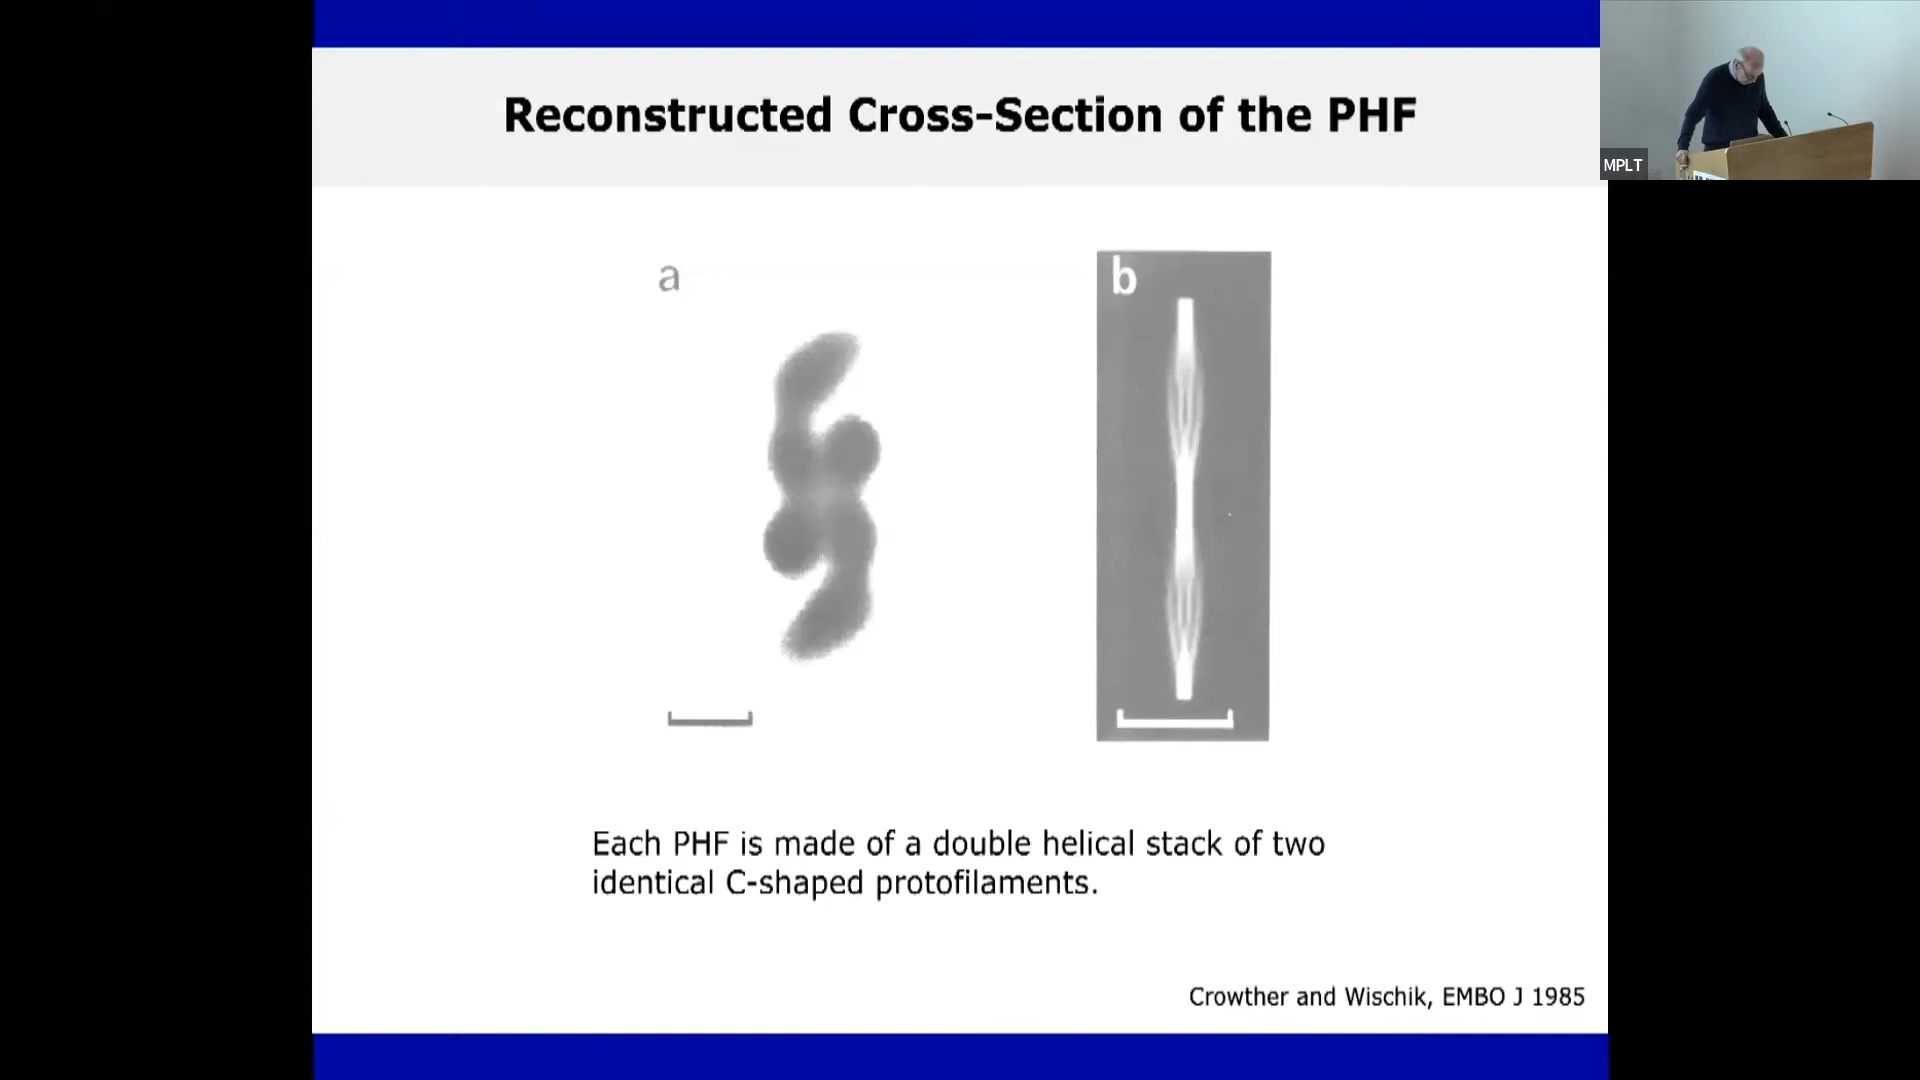 Reconstructed Cross-Section of the PHF
MPLT
a
b
Each PHF is made of a double helical stack of two
identical C-shaped protofilaments.
Crowther and Wischik, EMBO J 1985